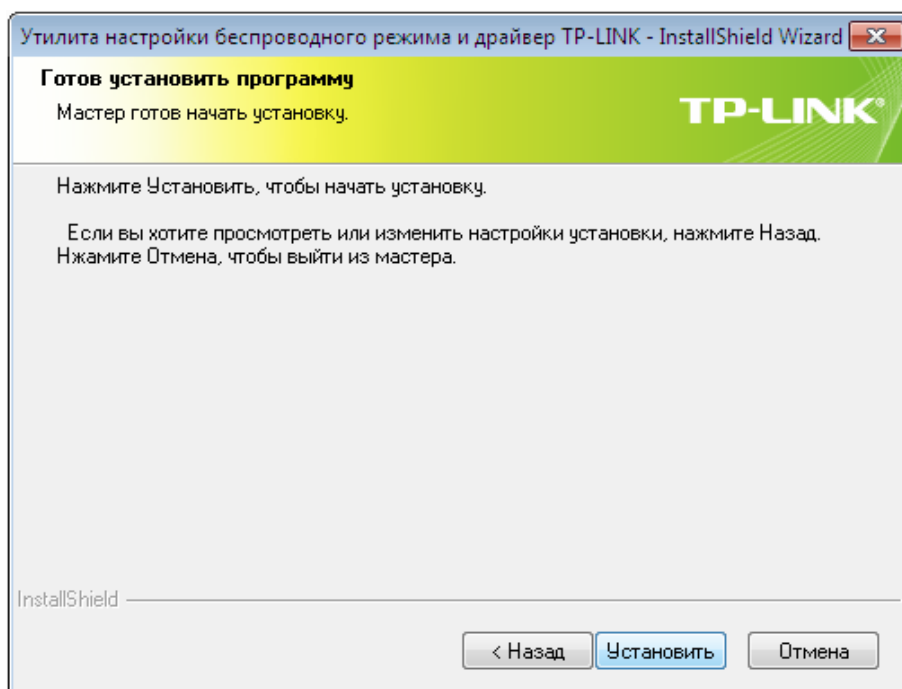 Утилита настройки беспроводного режима и драйвер TP-LINK - InstallShield Wizard
Готов установить программу
Мастер готов начать установку.
TP-LINK®
Нажмите Установить, чтобы начать установку.
Если вы хотите просмотреть или изменить настройки установки, нажмите Назад.
Нжамите Отмена, чтобы выйти из мастера.
InstallShield
< Назад
Установить
Отмена